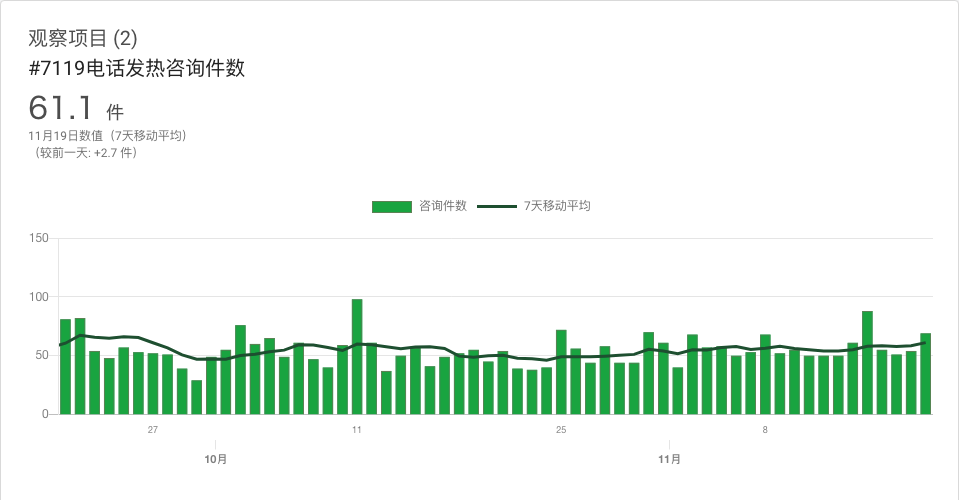 观察项目 (2)
#7119电话发热咨询件数
61.1 件
11月19日数值（7天移动平均）
（较前一天: +2.7 件）
咨询件数 7天移动平均
150
100
50
0
27 11 25 8
10月 11月